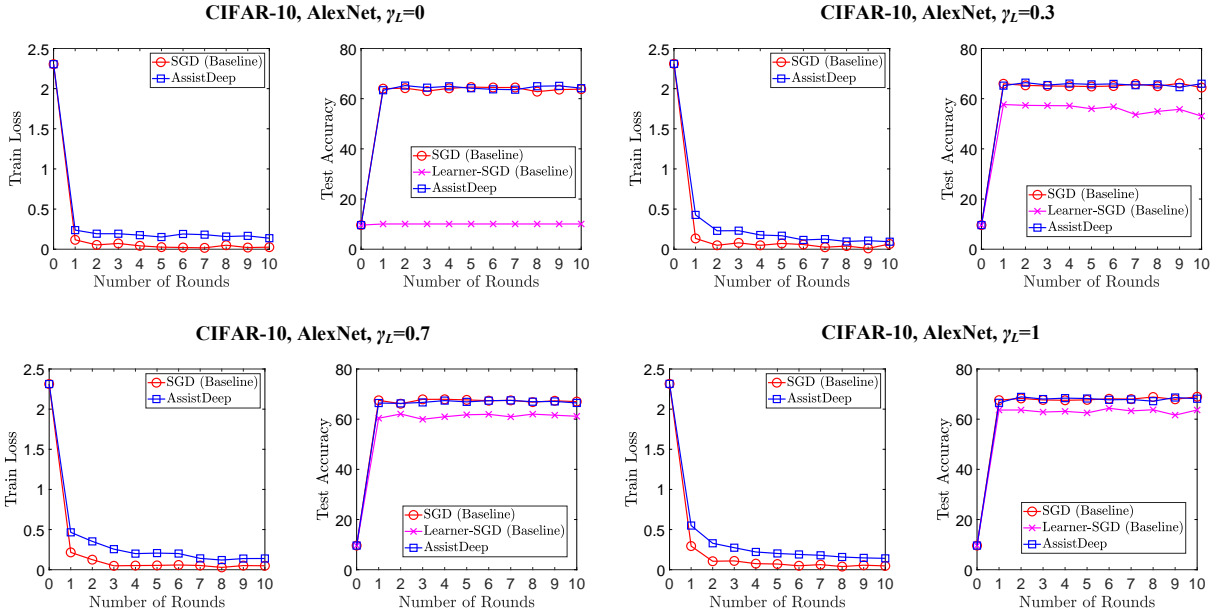 CIFAR-10, AlexNet, γL=0
2.5
2
1.5
1
0.5
0
Train Loss
SGD (Baseline)
AssistDeep
0 1 2 3 4 5 6 7 8 9 10
Number of Rounds
80
60
40
20
0
Test Accuracy
SGD (Baseline)
Learner-SGD (Baseline)
AssistDeep
0 1 2 3 4 5 6 7 8 9 10
Number of Rounds
CIFAR-10, AlexNet, γL=0.3
2.5
2
1.5
1
0.5
0
Train Loss
SGD (Baseline)
AssistDeep
0 1 2 3 4 5 6 7 8 9 10
Number of Rounds
80
60
40
20
0
Test Accuracy
SGD (Baseline)
Learner-SGD (Baseline)
AssistDeep
0 1 2 3 4 5 6 7 8 9 10
Number of Rounds
CIFAR-10, AlexNet, γL=0.7
2.5
2
1.5
1
0.5
0
Train Loss
SGD (Baseline)
AssistDeep
0 1 2 3 4 5 6 7 8 9 10
Number of Rounds
80
60
40
20
0
Test Accuracy
SGD (Baseline)
Learner-SGD (Baseline)
AssistDeep
0 1 2 3 4 5 6 7 8 9 10
Number of Rounds
CIFAR-10, AlexNet, γL=1
2.5
2
1.5
1
0.5
0
Train Loss
SGD (Baseline)
AssistDeep
0 1 2 3 4 5 6 7 8 9 10
Number of Rounds
80
60
40
20
0
Test Accuracy
SGD (Baseline)
Learner-SGD (Baseline)
AssistDeep
0 1 2 3 4 5 6 7 8 9 10
Number of Rounds